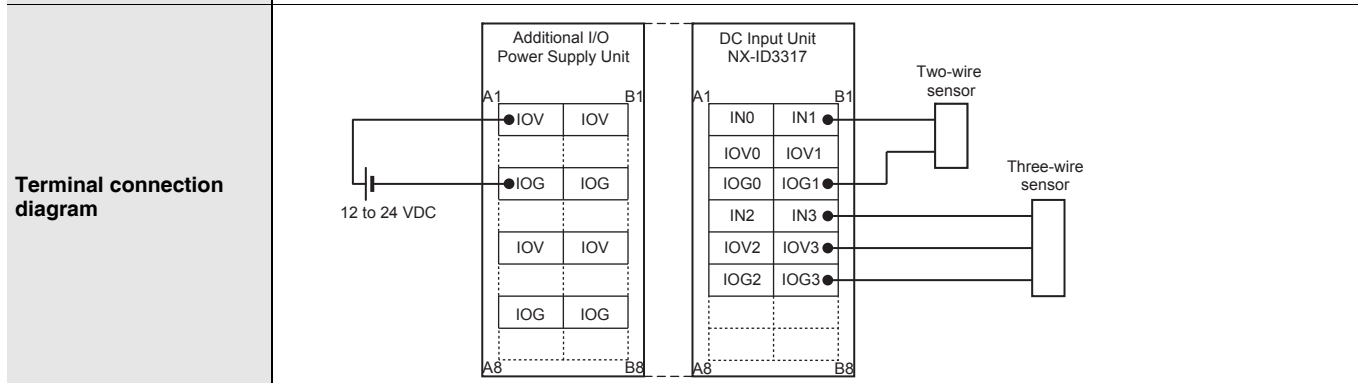 Terminal connection
diagram
Additional I/O
Power Supply Unit
A1
B1
IOV
IOV
IOG
IOG
IOV
IOV
IOG
IOG
A8
B8
12 to 24 VDC
DC Input Unit
NX-ID3317
A1
B1
IN0
IN1
IOV0
IOV1
IOG0
IOG1
IN2
IN3
IOV2
IOV3
IOG2
IOG3
A8
B8
Two-wire
sensor
Three-wire
sensor